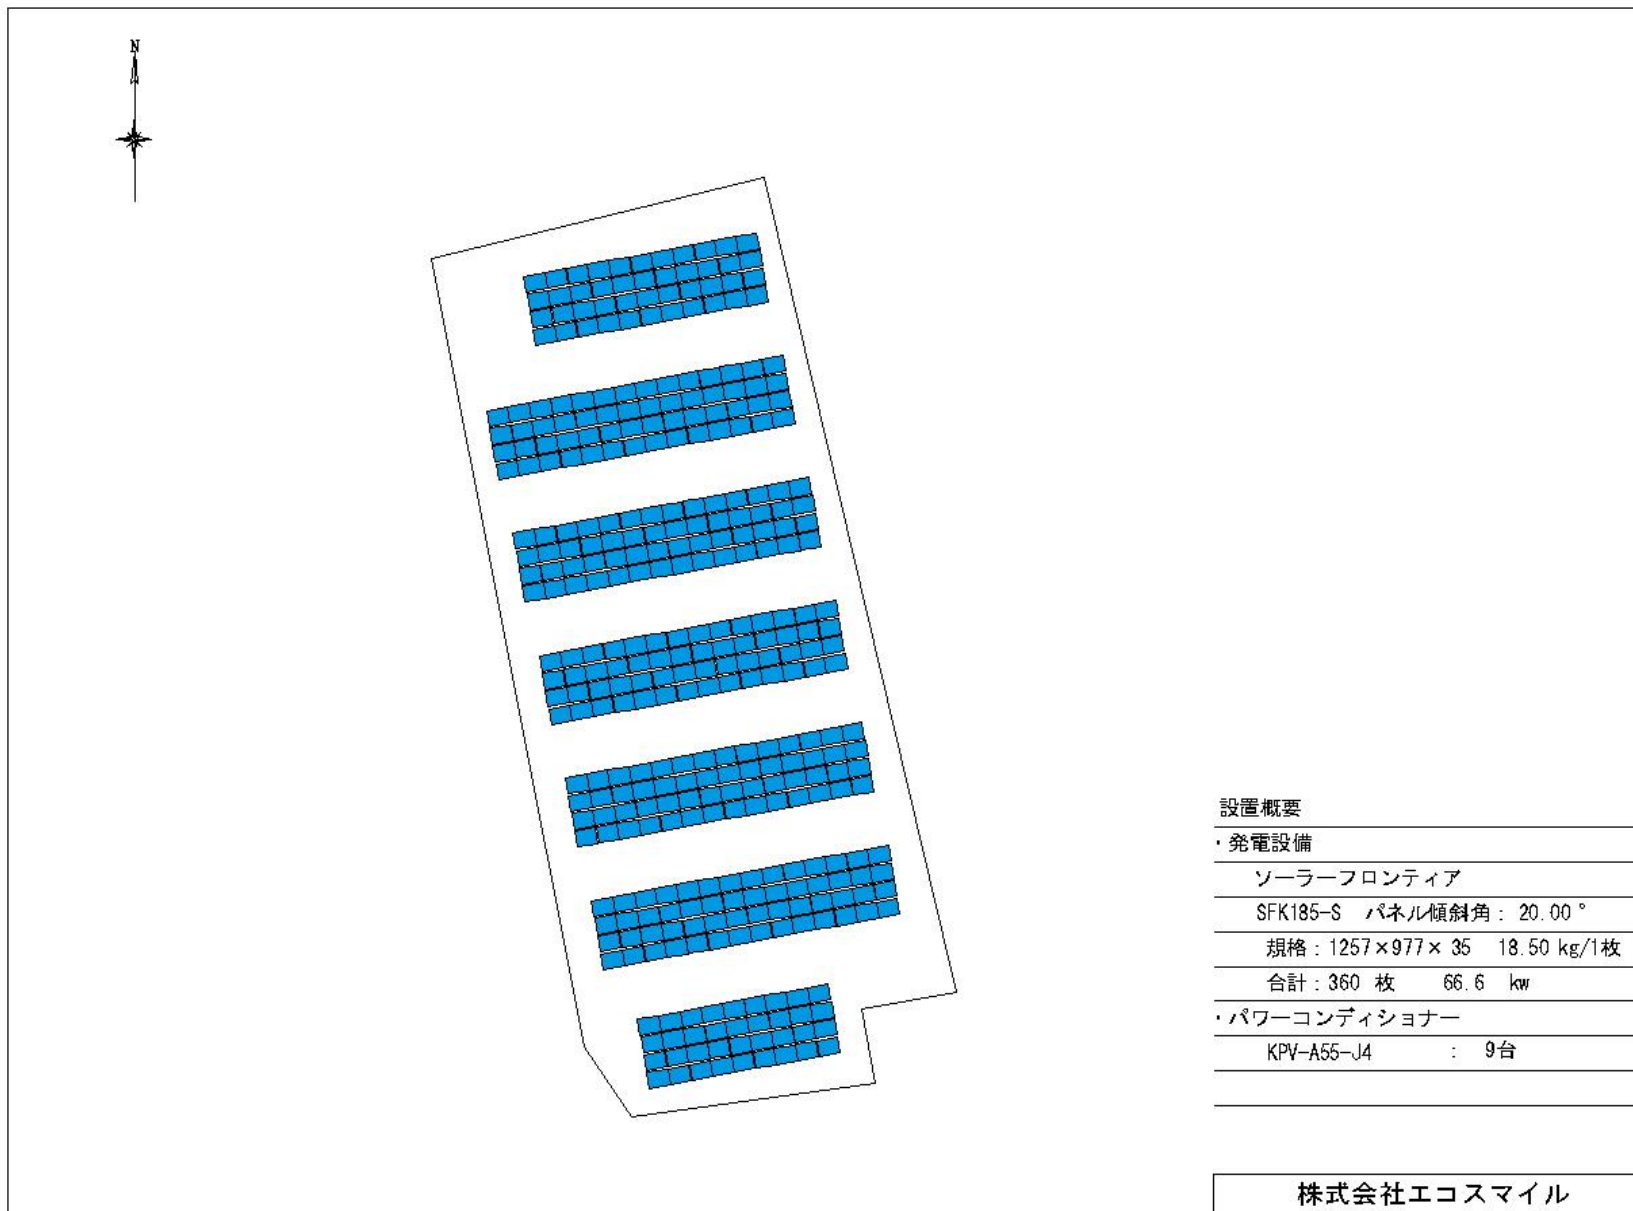 N
設置概要
・発電設備
ソーラーフロンティア
SFK185-S パネル傾斜角： 20.00 °
規格：1257×977× 35 18.50 kg/1枚
合計：360 枚 66.6 kw
・パワーコンディショナー
KPV-A55-J4 ： 9台
株式会社エコスマイル